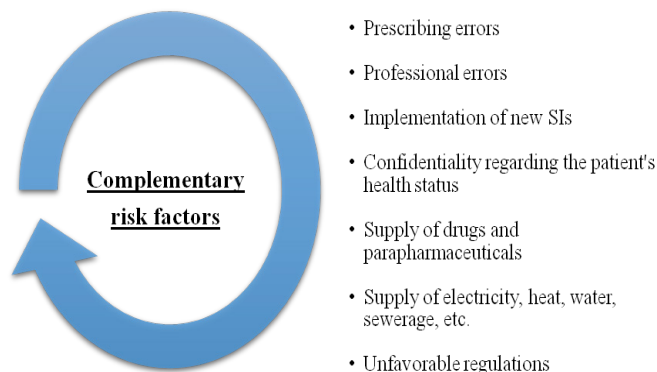 Complementary
risk factors
• Prescribing errors
• Professional errors
• Implementation of new SIs
• Confidentiality regarding the patient's
health status
• Supply of drugs and
parapharmaceuticals
• Supply of electricity, heat, water,
sewerage, etc.
• Unfavorable regulations